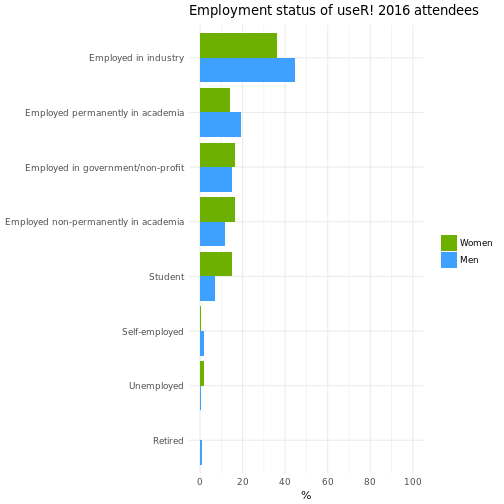 Employment status of useR! 2016 attendees
Employed in industry
Employed permanently in academia
Employed in government/non-profit
Employed non-permanently in academia
Student
Self-employed
Unemployed
Retired
0 20 40 60 80 100
%
Women
Men